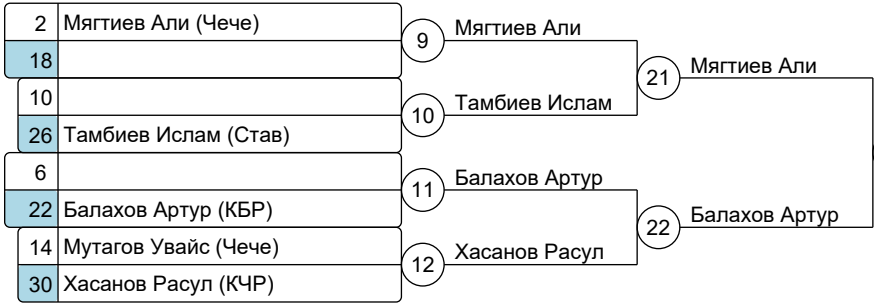 2 Мягтиев Али (Чече)
9 Мягтиев Али
18
21 Мягтиев Али
10
10 Тамбиев Ислам
26 Тамбиев Ислам (Став)
6
11 Балахов Артур
22 Балахов Артур (КБР)
22 Балахов Артур
14 Мутагов Увайс (Чече)
12 Хасанов Расул
30 Хасанов Расул (КЧР)